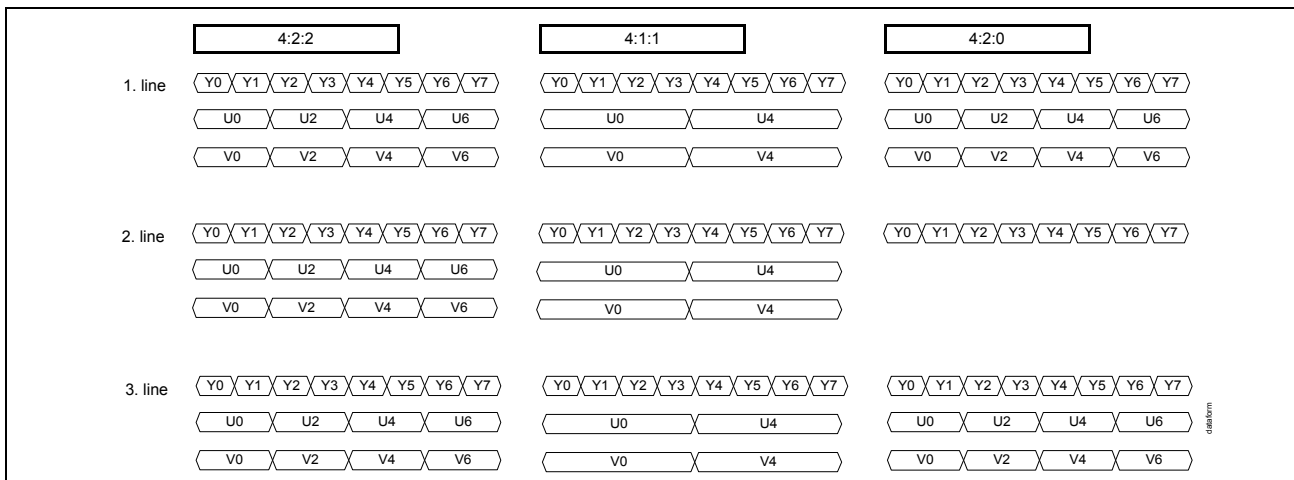 4:2:2 4:1:1 4:2:0
1. line Y0 Y1 Y2 Y3 Y4 Y5 Y6 Y7 Y0 Y1 Y2 Y3 Y4 Y5 Y6 Y7 Y0 Y1 Y2 Y3 Y4 Y5 Y6 Y7
U0 U2 U4 U6 U0 U4 U0 U2 U4 U6
V0 V2 V4 V6 V0 V4 V0 V2 V4 V6
2. line Y0 Y1 Y2 Y3 Y4 Y5 Y6 Y7 Y0 Y1 Y2 Y3 Y4 Y5 Y6 Y7 Y0 Y1 Y2 Y3 Y4 Y5 Y6 Y7
U0 U2 U4 U6 U0 U4
V0 V2 V4 V6 V0 V4
3. line Y0 Y1 Y2 Y3 Y4 Y5 Y6 Y7 Y0 Y1 Y2 Y3 Y4 Y5 Y6 Y7 Y0 Y1 Y2 Y3 Y4 Y5 Y6 Y7
U0 U2 U4 U6 U0 U4 U0 U2 U4 U6
V0 V2 V4 V6 V0 V4 V0 V2 V4 V6
dataform